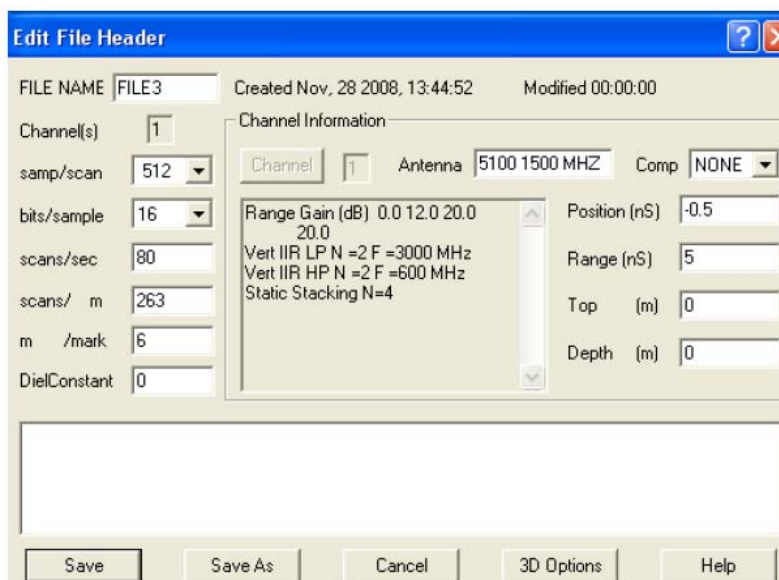 Edit File Header
FILE NAME FILE3 Created Nov, 28 2008, 13:44:52 Modified 00:00:00
Channel(s) 1
samp/scan 512
bits/sample 16
scans/sec 80
scans/ m 263
m /mark 6
DielConstant 0
Channel Information
Channel 1 Antenna 5100 1500 MHZ Comp NONE
Range Gain (dB) 0.0 12.0 20.0
20.0
Vert IIR LP N =2 F =3000 MHz
Vert IIR HP N =2 F =600 MHz
Static Stacking N=4
Position (nS) -0.5
Range (nS) 5
Top (m) 0
Depth (m) 0
Save Save As Cancel 3D Options Help